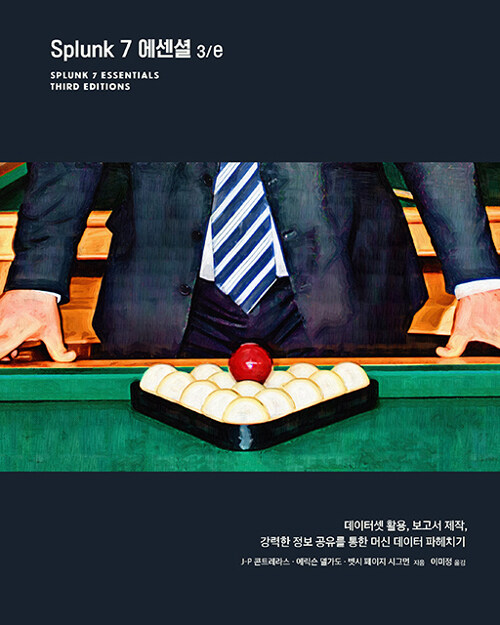 Splunk 7 에센셜 3/e
SPLUNK 7 ESSENTIALS
THIRD EDITIONS
데이터셋 활용, 보고서 제작,
강력한 정보 공유를 통한 머신 데이터 파헤치기
J-P 콘트레라스 · 에릭슨 델가도 · 벳시 페이지 시그먼 지음 이미정 옮김